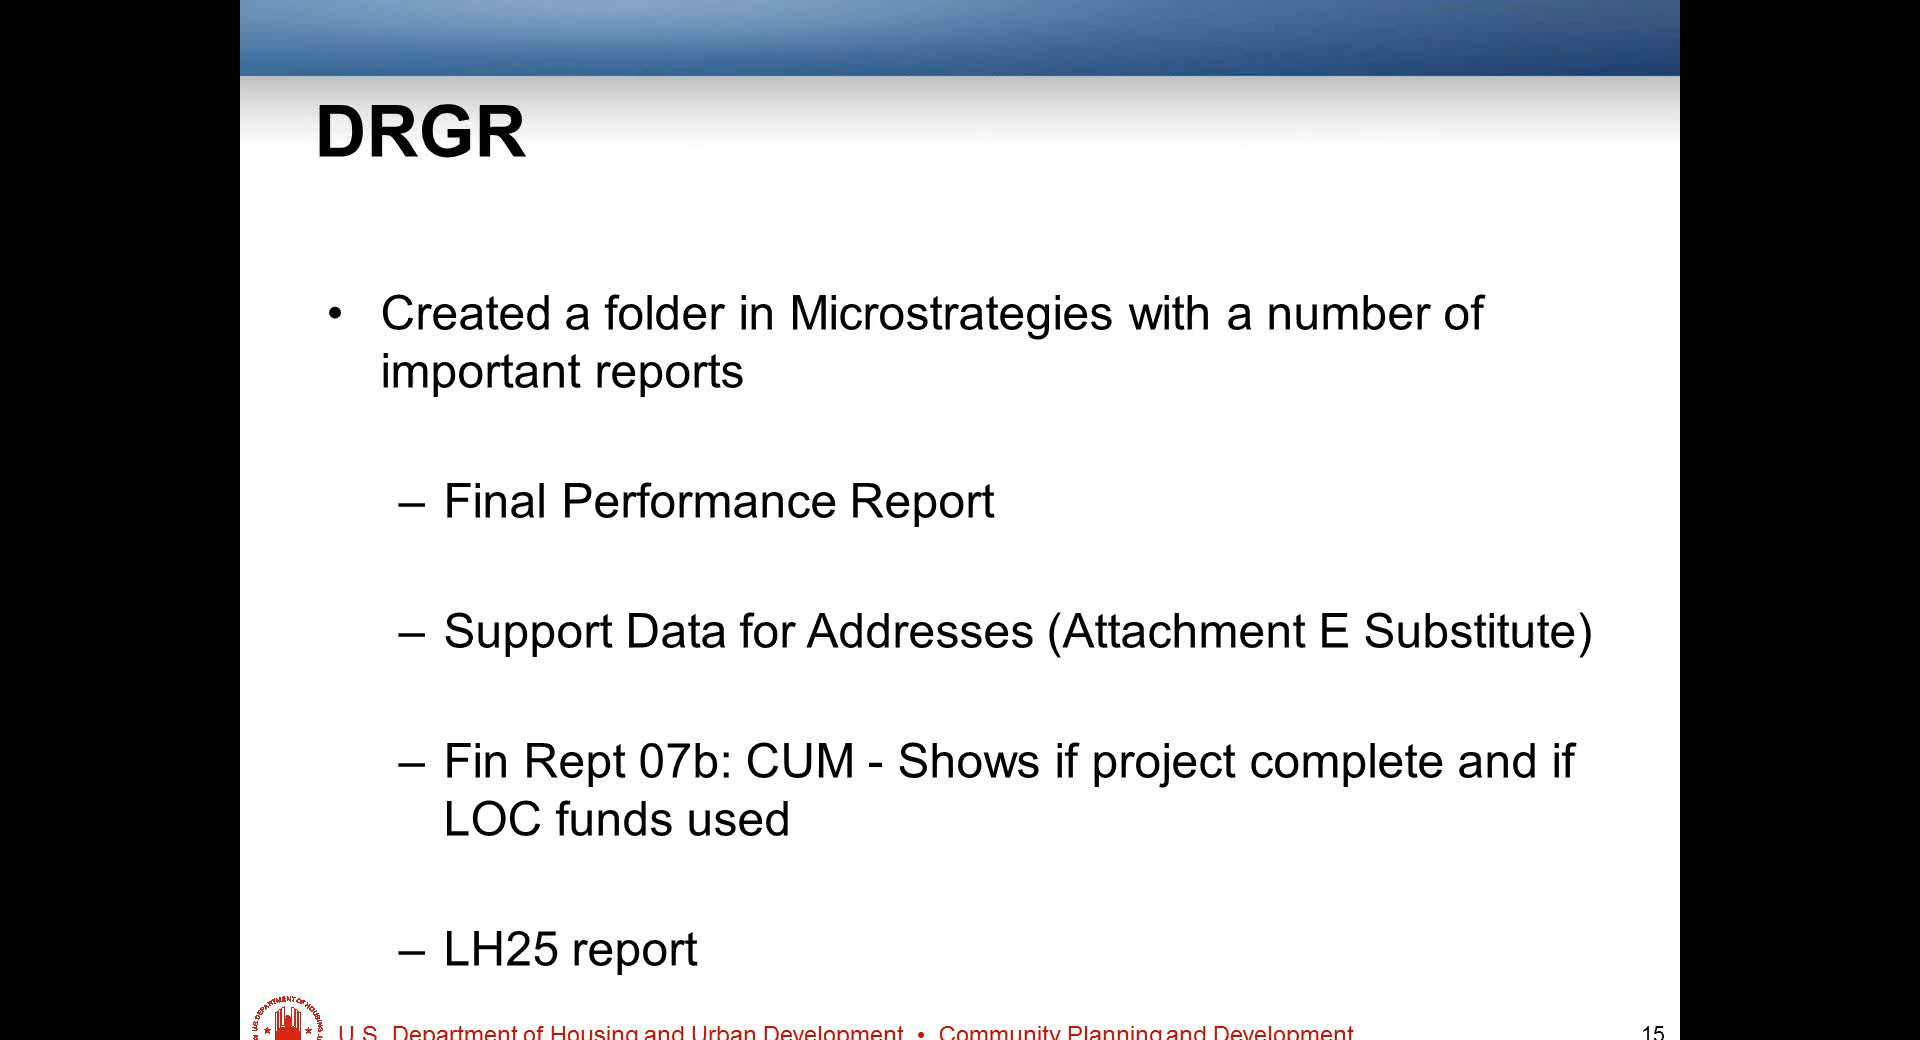 DRGR
• Created a folder in Microstrategies with a number of
important reports
– Final Performance Report
– Support Data for Addresses (Attachment E Substitute)
– Fin Rept 07b: CUM - Shows if project complete and if
LOC funds used
– LH25 report
U.S. Department of Housing and Urban Development • Community Planning and Development
15